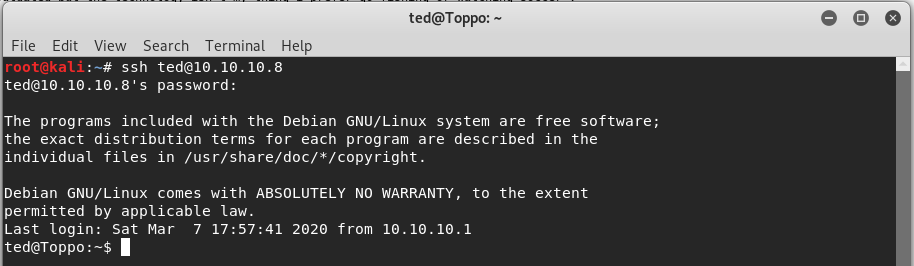 ted@Toppo: ~
File Edit View Search Terminal Help
root@kali:~# ssh ted@10.10.10.8
ted@10.10.10.8's password:
The programs included with the Debian GNU/Linux system are free software;
the exact distribution terms for each program are described in the
individual files in /usr/share/doc/*/copyright.
Debian GNU/Linux comes with ABSOLUTELY NO WARRANTY, to the extent
permitted by applicable law.
Last login: Sat Mar  7 17:57:41 2020 from 10.10.10.1
ted@Toppo:~$